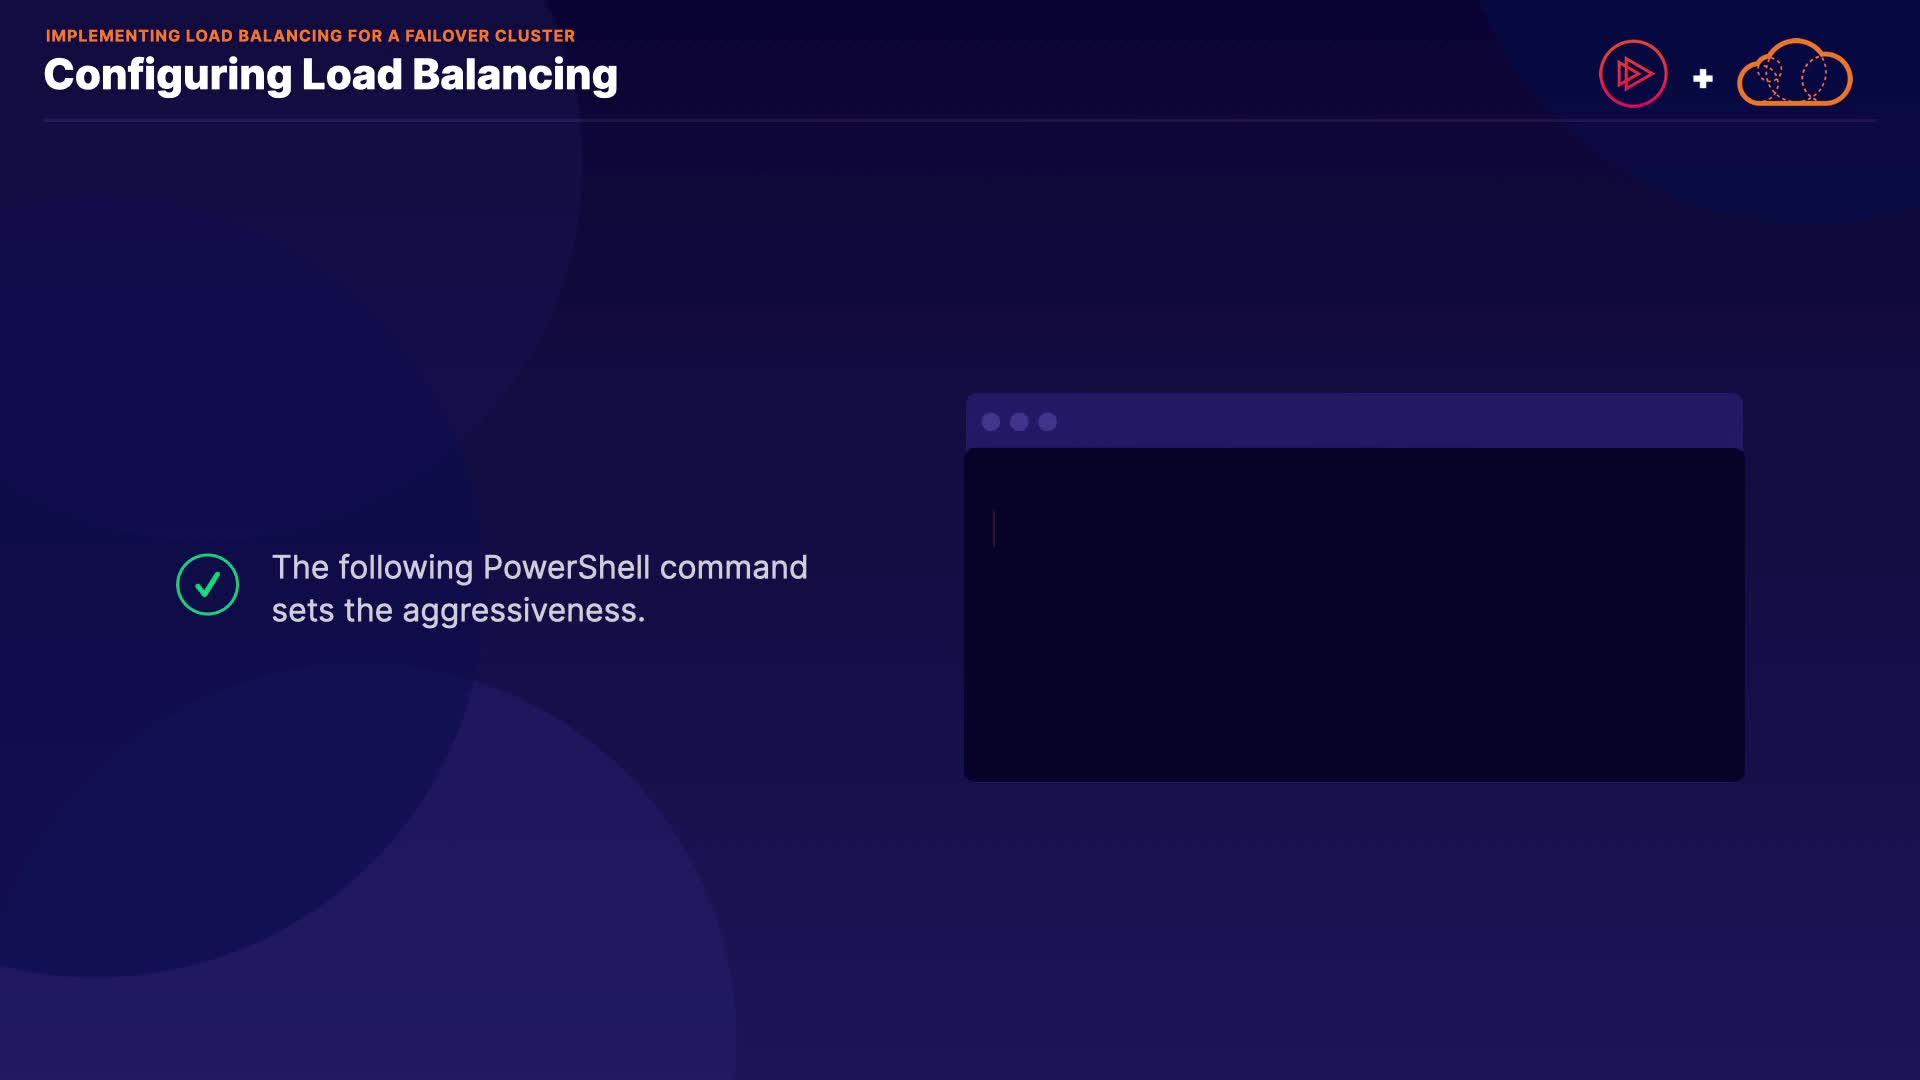 IMPLEMENTING LOAD BALANCING FOR A FAILOVER CLUSTER
Configuring Load Balancing
The following PowerShell command
sets the aggressiveness.